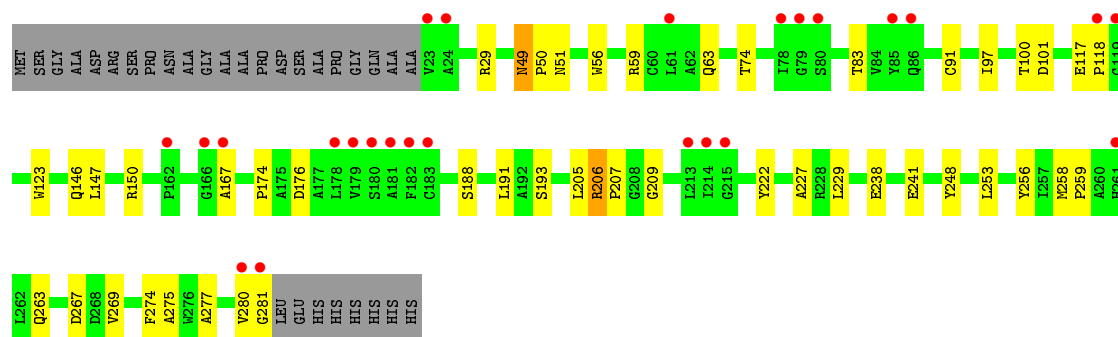 MET SER GLY ALA ASP ARG SER PRO ASN ALA GLY ALA ALA PRO ASP SER ALA PRO GLY GLN ALA ALA V23 A24 R29 N49 P50 N51 W56 R59 C60 L61 A62 Q63 T74 I78 G79 S80 T83 V84 Y85 Q86 C91 I97 T100 D101 E117 P118 G119
W123 Q146 L147 R150 P162 G166 A167 P174 A175 D176 A177 L178 V179 S180 A181 F182 C183 S188 L191 A192 S193 L205 R206 P207 G208 G209 L213 I214 G215 Y222 A227 R228 L229 E238 E241 Y248 L253 Y256 I257 M258 P259 A260 H261
L262 Q263 D267 D268 V269 F274 A275 W276 A277 V280 G281 LEU GLU HIS HIS HIS HIS HIS HIS